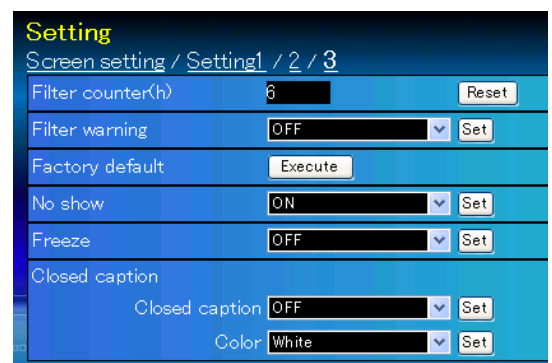 Setting
Screen setting / Setting1 / 2 / 3
Filter counter(h) 6 Reset
Filter warning OFF Set
Factory default Execute
No show ON Set
Freeze OFF Set
Closed caption
Closed caption OFF Set
Color White Set